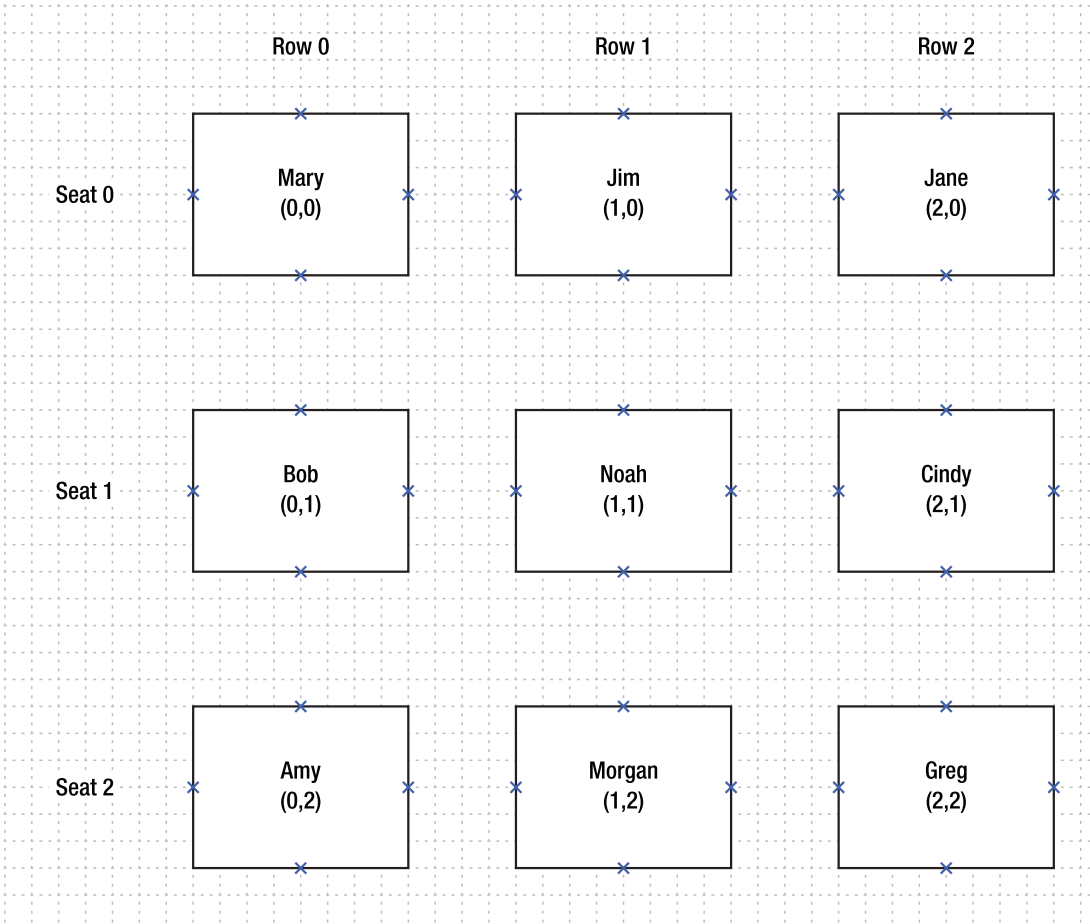 Row 0
Row 1
Row 2
Seat 0
Mary
(0,0)
Jim
(1,0)
Jane
(2,0)
Seat 1
Bob
(0,1)
Noah
(1,1)
Cindy
(2,1)
Seat 2
Amy
(0,2)
Morgan
(1,2)
Greg
(2,2)